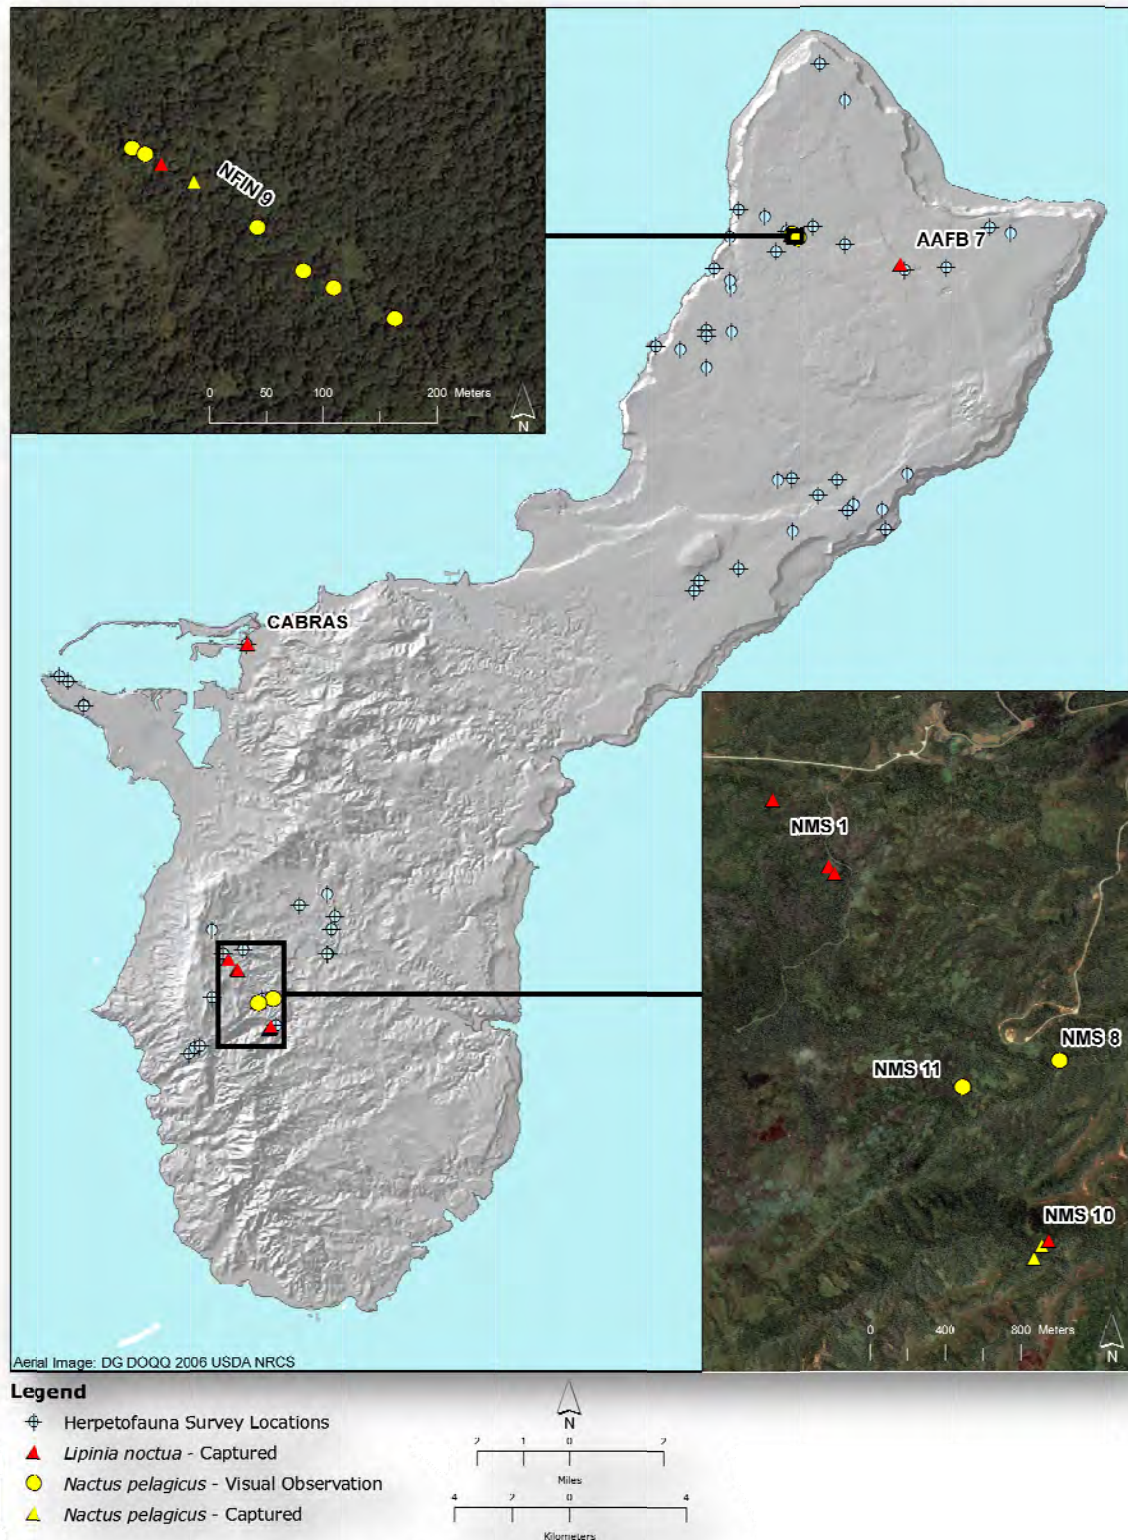 NFIN 9
0 100 200 Meters
N
AAFB 7
CABRAS
NMS 1
NMS 8
NMS 11
NMS 10
0 400 800 Meters
N
Aerial Image: DG DOQQ 2006 USDA NRCS
Legend
Herpetofauna Survey Locations
Lipinia noctua - Captured
Nactus pelagicus - Visual Observation
Nactus pelagicus - Captured
N
2 1 0 2
Miles
4 2 0 4
Kilometers